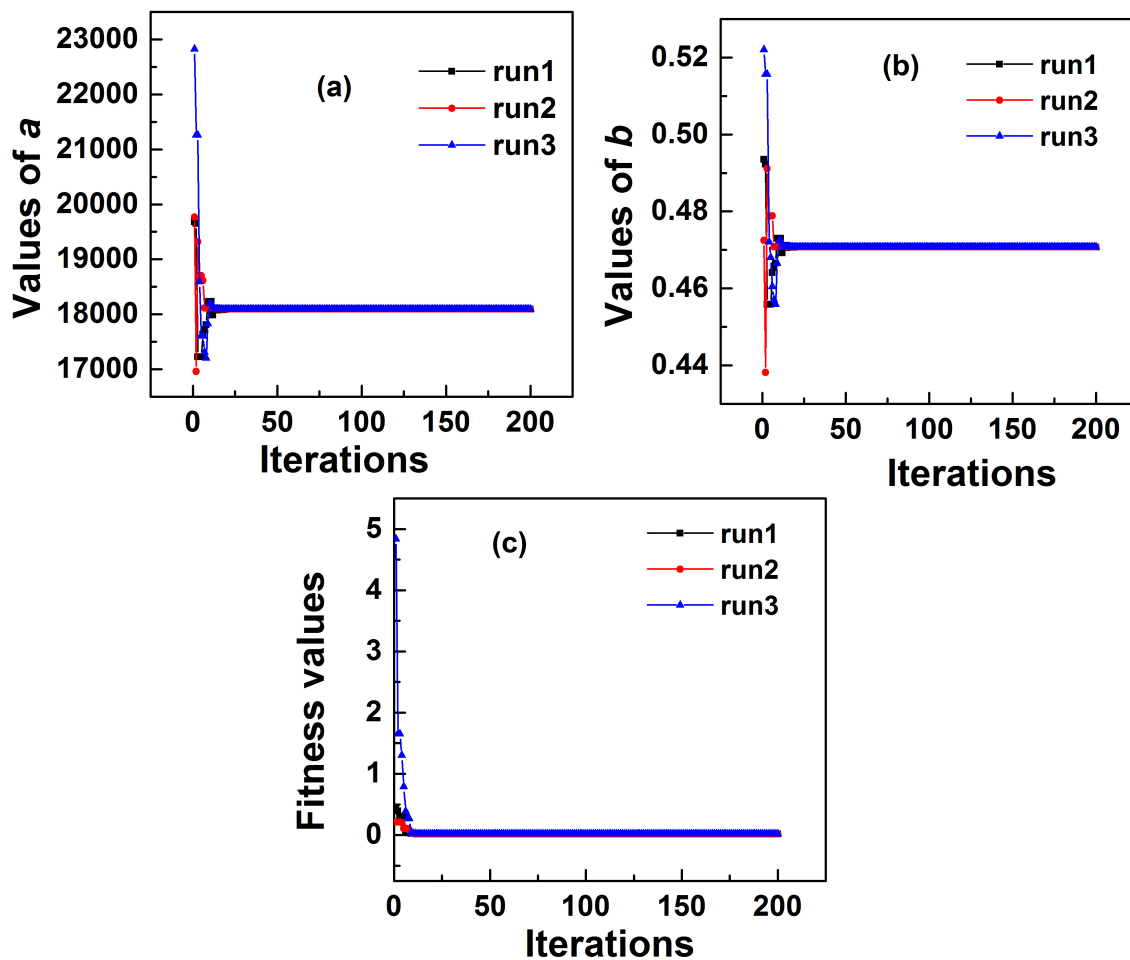 (a)
run1
run2
run3
23000
22000
21000
20000
19000
18000
17000
Values of a
0 50 100 150 200
Iterations
(b)
run1
run2
run3
0.52
0.50
0.48
0.46
0.44
Values of b
0 50 100 150 200
Iterations
(c)
run1
run2
run3
5
4
3
2
1
0
Fitness values
0 50 100 150 200
Iterations